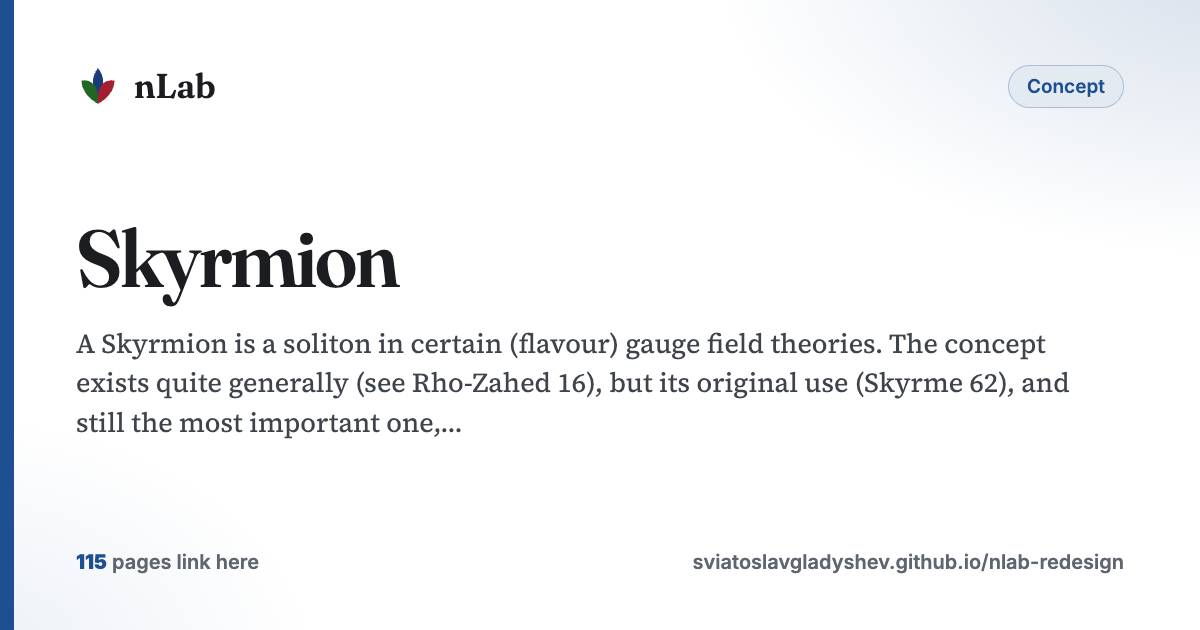 nLab
Concept
Skyrmion
A Skyrmion is a soliton in certain (flavour) gauge field theories. The concept
exists quite generally (see Rho-Zahed 16), but its original use (Skyrme 62), and
still the most important one,...
115 pages link here
sviatoslavgladyshev.github.io/nlab-redesign